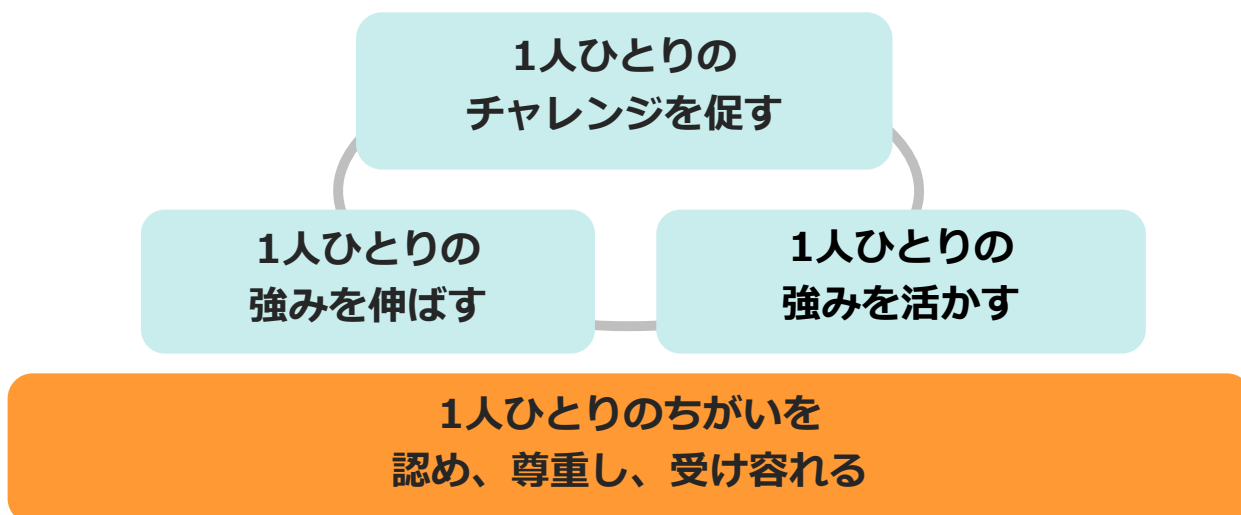 1人ひとりの
チャレンジを促す
1人ひとりの
強みを伸ばす
1人ひとりの
強みを活かす
1人ひとりのちがいを
認め、尊重し、受け容れる